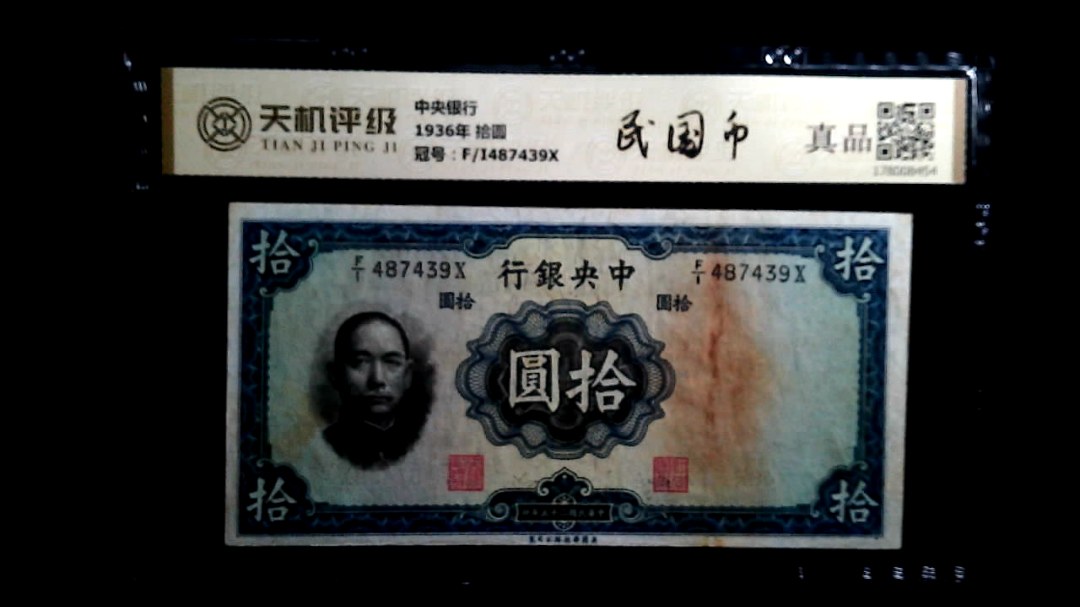 天机评级
TIAN JI PING JI
中央银行
1936年 拾圆
冠号：F/I487439X
民国币
真品
178008454
拾
拾
F/I 487439X
行銀央中
F/I 487439X
圓拾
圓拾
圓拾
拾
拾